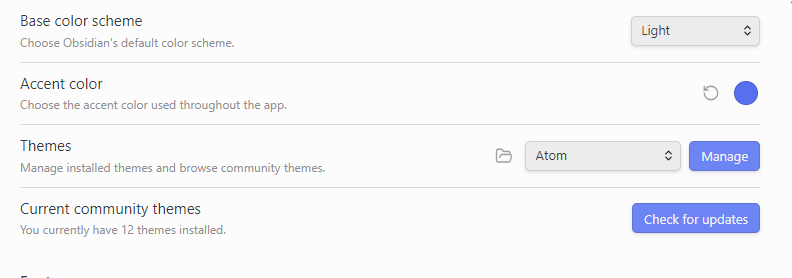 Base color scheme
Choose Obsidian's default color scheme.
Light
Accent color
Choose the accent color used throughout the app.
Themes
Manage installed themes and browse community themes.
Atom
Manage
Current community themes
You currently have 12 themes installed.
Check for updates